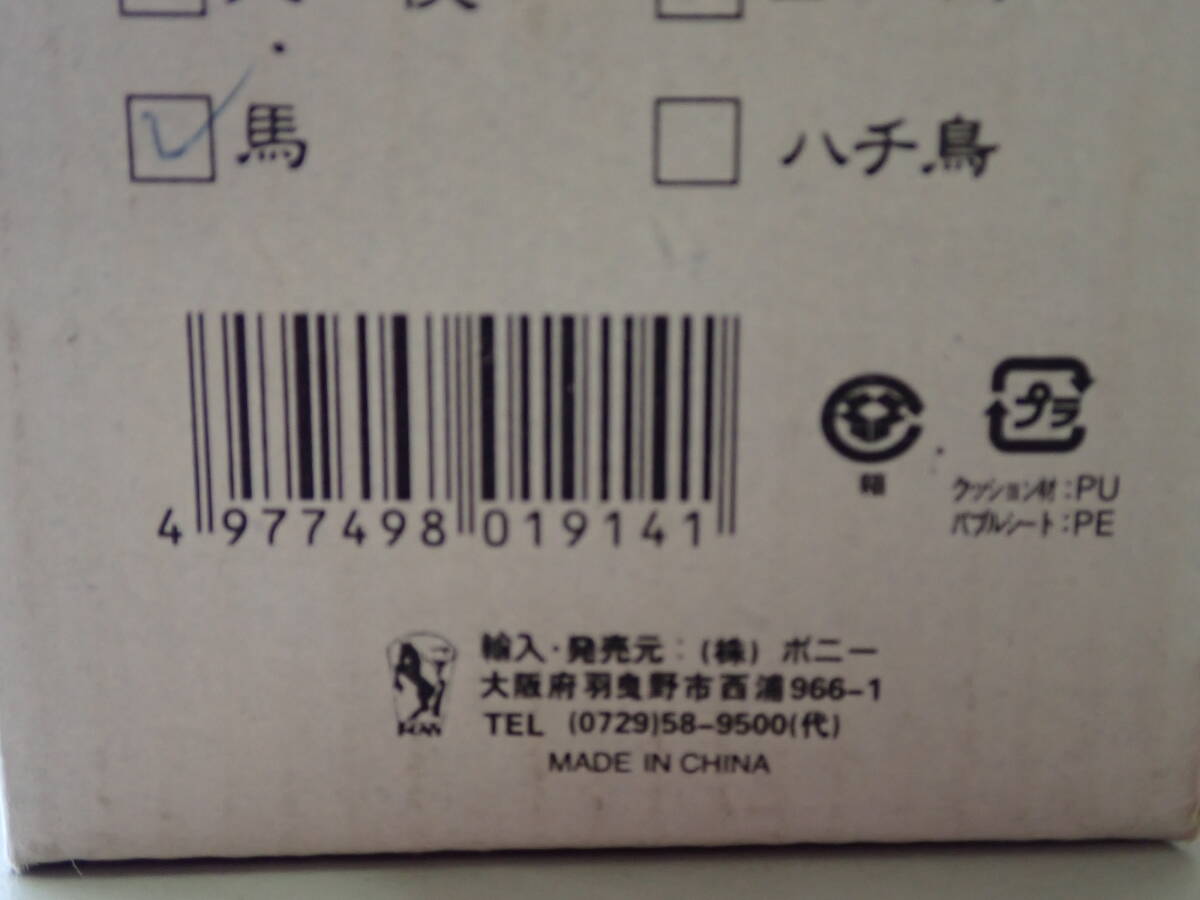 馬
ハチ鳥
4 977498 019141
箱
プラ
クッション材:PU
バブルシート:PE
輸入・発売元:(株) ポニー
大阪府羽曳野市西浦966-1
TEL (0729)58-9500(代)
MADE IN CHINA